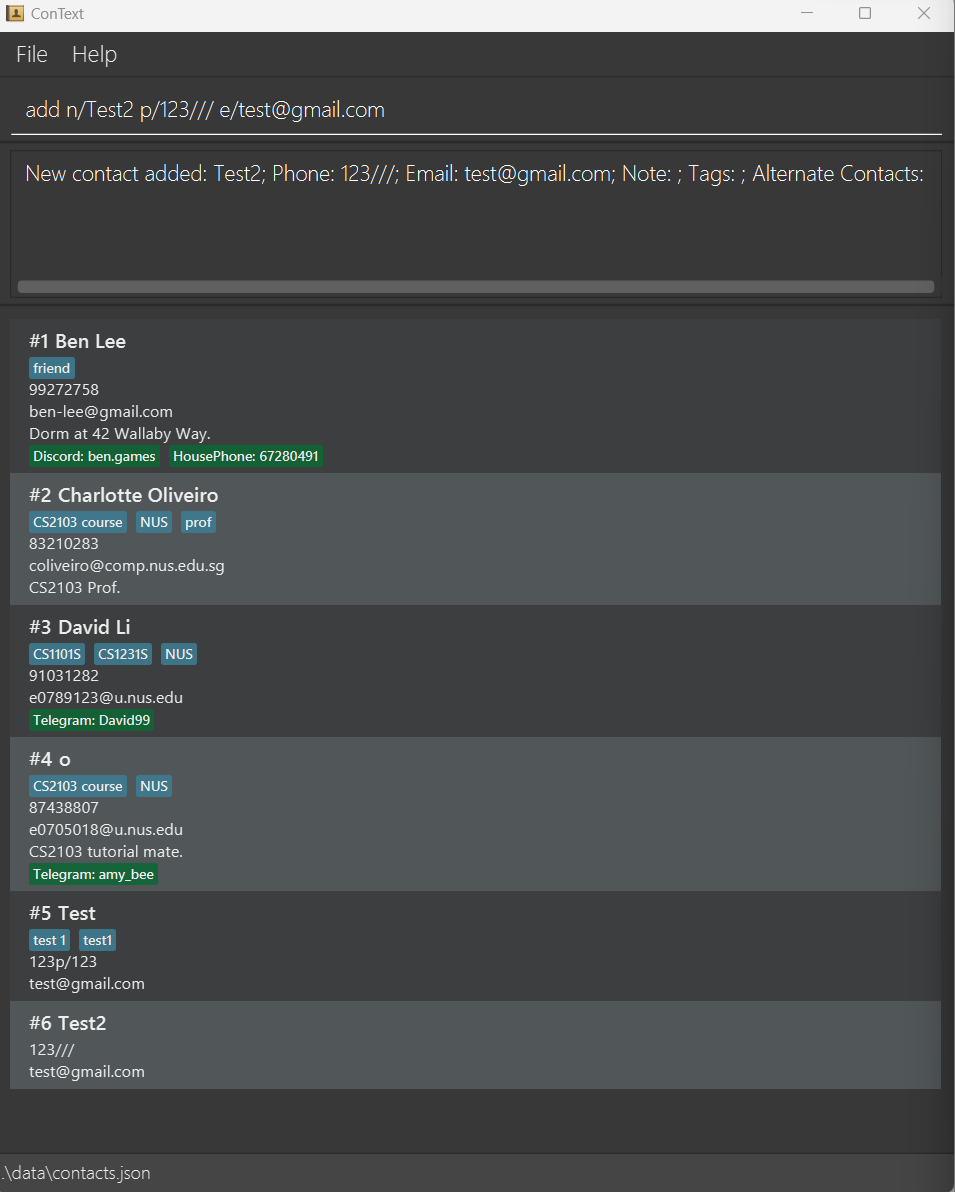 ConText
File Help
add n/Test2 p/123/// e/test@gmail.com
New contact added: Test2; Phone: 123///; Email: test@gmail.com; Note: ; Tags: ; Alternate Contacts:
#1 Ben Lee
friend
99272758
ben-lee@gmail.com
Dorm at 42 Wallaby Way.
Discord: ben.games HousePhone: 67280491
#2 Charlotte Oliveiro
CS2103 course NUS prof
83210283
coliveiro@comp.nus.edu.sg
CS2103 Prof.
#3 David Li
CS1101S CS1231S NUS
91031282
e0789123@u.nus.edu
Telegram: David99
#4 o
CS2103 course NUS
87438807
e0705018@u.nus.edu
CS2103 tutorial mate.
Telegram: amy_bee
#5 Test
test 1 test1
123p/123
test@gmail.com
#6 Test2
123///
test@gmail.com
.\data\contacts.json